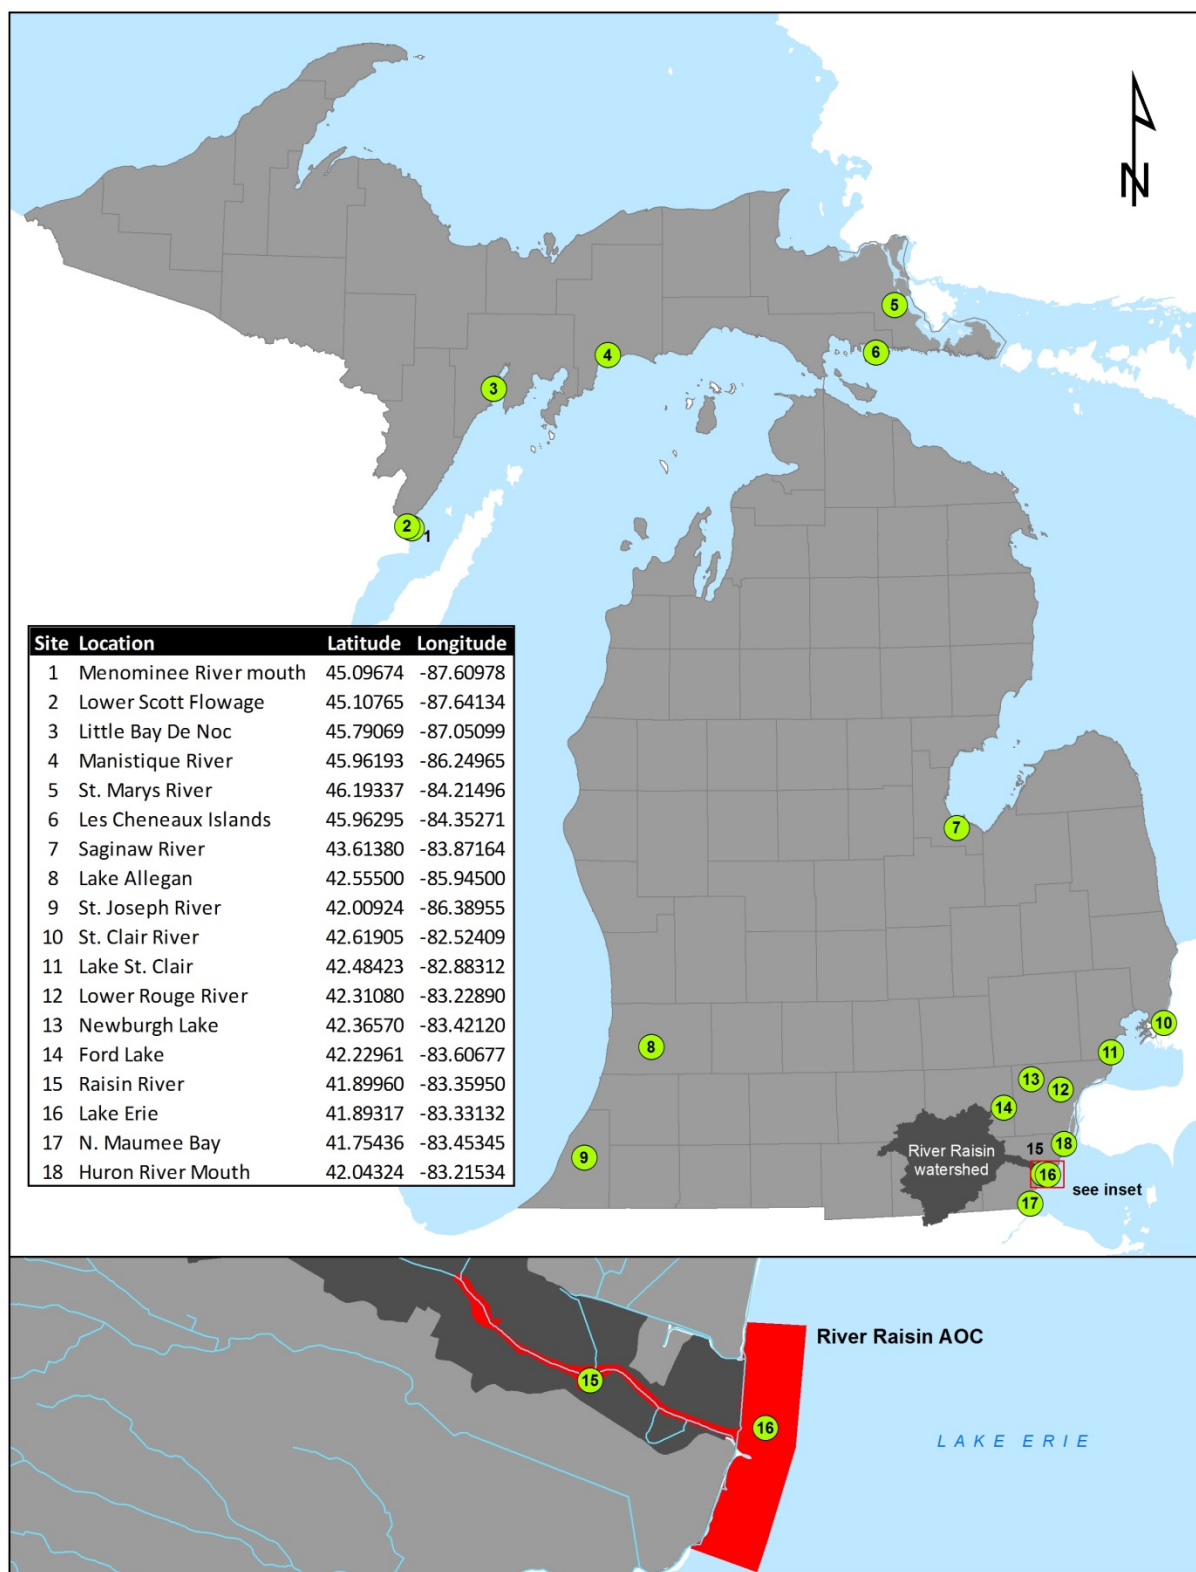 N
5
6
4
3
2
1
Site Location Latitude Longitude
1 Menominee River mouth 45.09674 -87.60978
2 Lower Scott Flowage 45.10765 -87.64134
3 Little Bay De Noc 45.79069 -87.05099
4 Manistique River 45.96193 -86.24965
5 St. Marys River 46.19337 -84.21496
6 Les Cheneaux Islands 45.96295 -84.35271
7 Saginaw River 43.61380 -83.87164
8 Lake Allegan 42.55500 -85.94500
9 St. Joseph River 42.00924 -86.38955
10 St. Clair River 42.61905 -82.52409
11 Lake St. Clair 42.48423 -82.88312
12 Lower Rouge River 42.31080 -83.22890
13 Newburgh Lake 42.36570 -83.42120
14 Ford Lake 42.22961 -83.60677
15 Raisin River 41.89960 -83.35950
16 Lake Erie 41.89317 -83.33132
17 N. Maumee Bay 41.75436 -83.45345
18 Huron River Mouth 42.04324 -83.21534
7
10
8
11
13
12
14
18
River Raisin
watershed
15
9
16
see inset
17
River Raisin AOC
15
16
LAKE ERIE